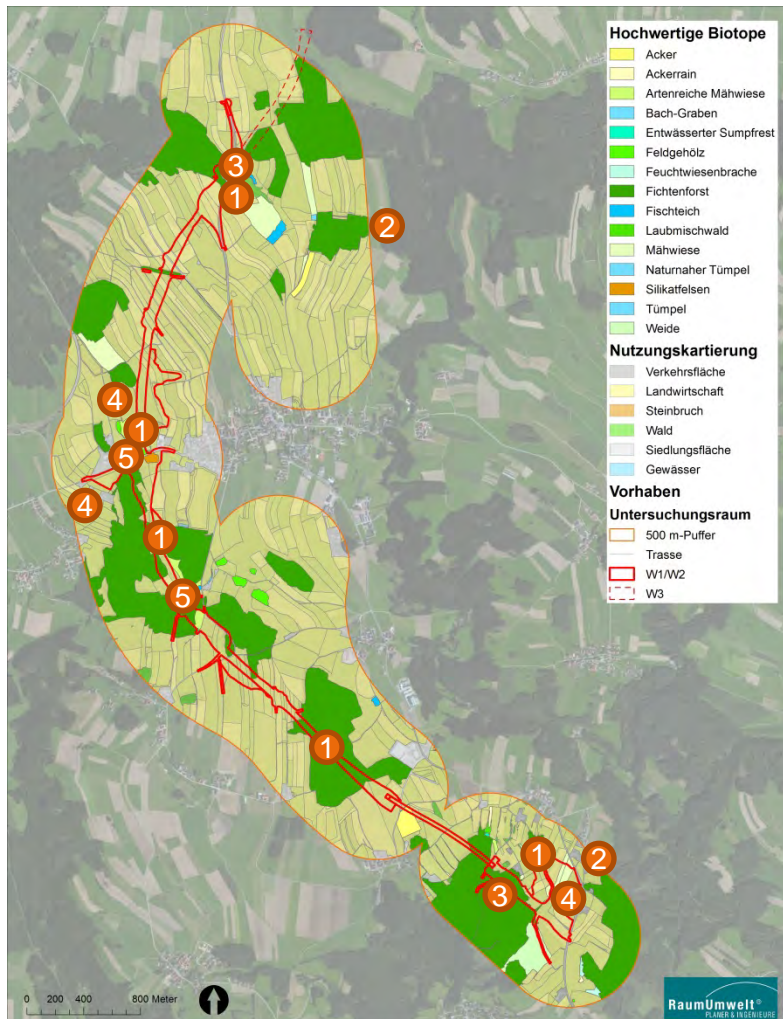 Hochwertige Biotope
Acker
Ackerrain
Artenreiche Mähwiese
Bach-Graben
Entwässerter Sumpfrest
Feldgehölz
Feuchtwiesenbrache
Fichtenforst
Fischteich
Laubmischwald
Mähwiese
Naturnaher Tümpel
Silikatfelsen
Tümpel
Weide
Nutzungskartierung
Verkehrsfläche
Landwirtschaft
Steinbruch
Wald
Siedlungsfläche
Gewässer
Vorhaben
Untersuchungsraum
500 m-Puffer
Trasse
W1/W2
W3
3
1
2
4
1
5
4
1
5
1
1
2
3
4
0 200 400 800 Meter
RaumUmwelt®
PLANER & INGENIEURE